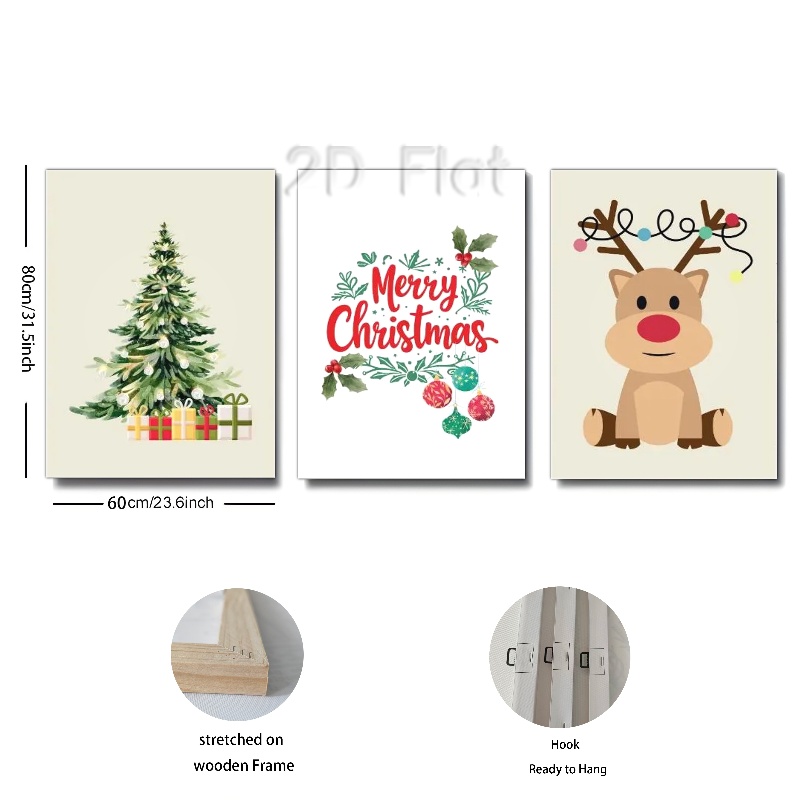 2D Flat
80cm/31.5inch
Merry
Christmas
60cm/23.6inch
stretched on
wooden Frame
Hook
Ready to Hang